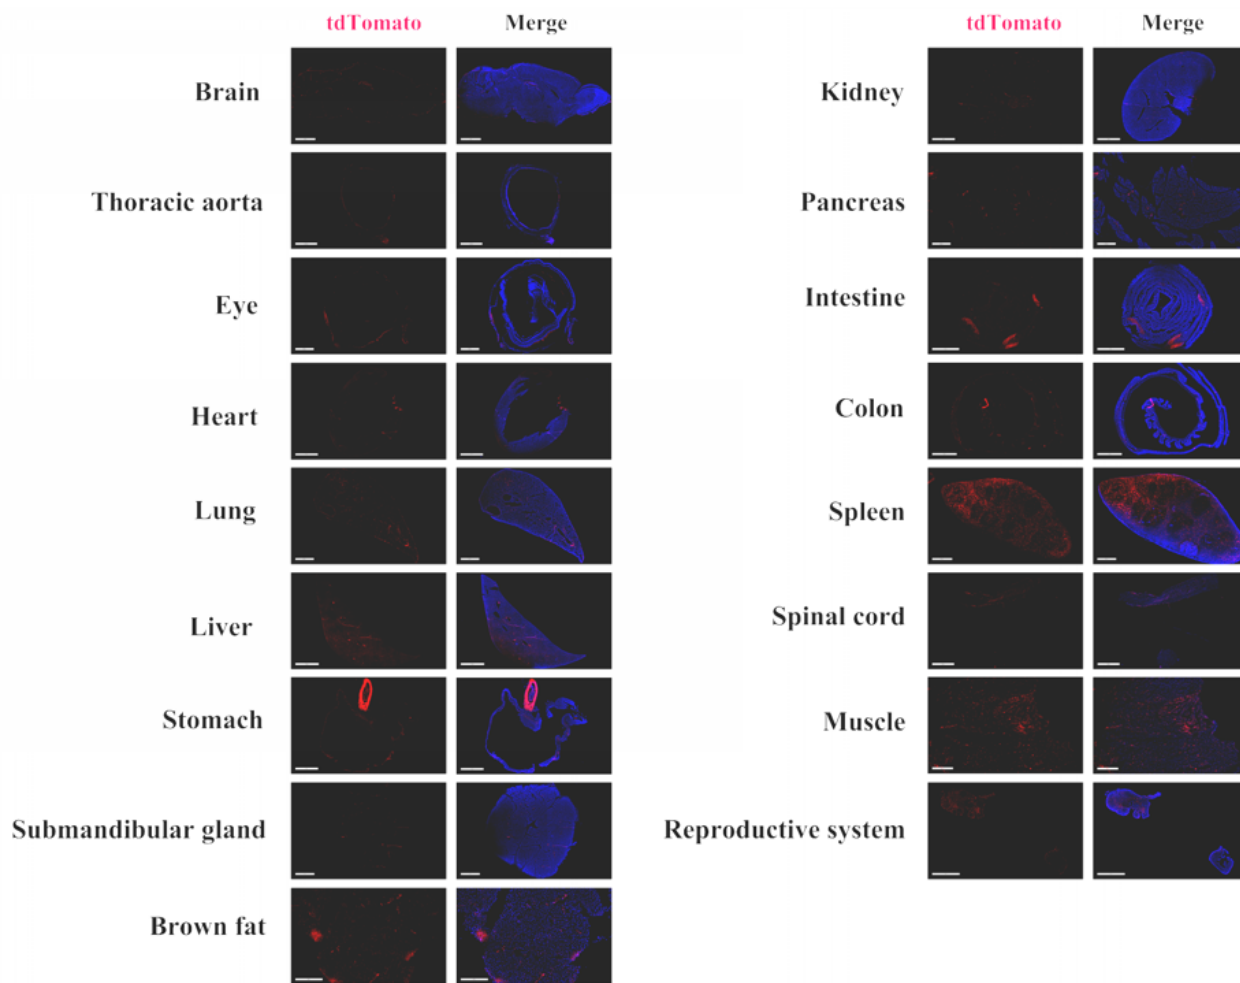 tdTomato Merge
Brain
Thoracic aorta
Eye
Heart
Lung
Liver
Stomach
Submandibular gland
Brown fat
tdTomato Merge
Kidney
Pancreas
Intestine
Colon
Spleen
Spinal cord
Muscle
Reproductive system